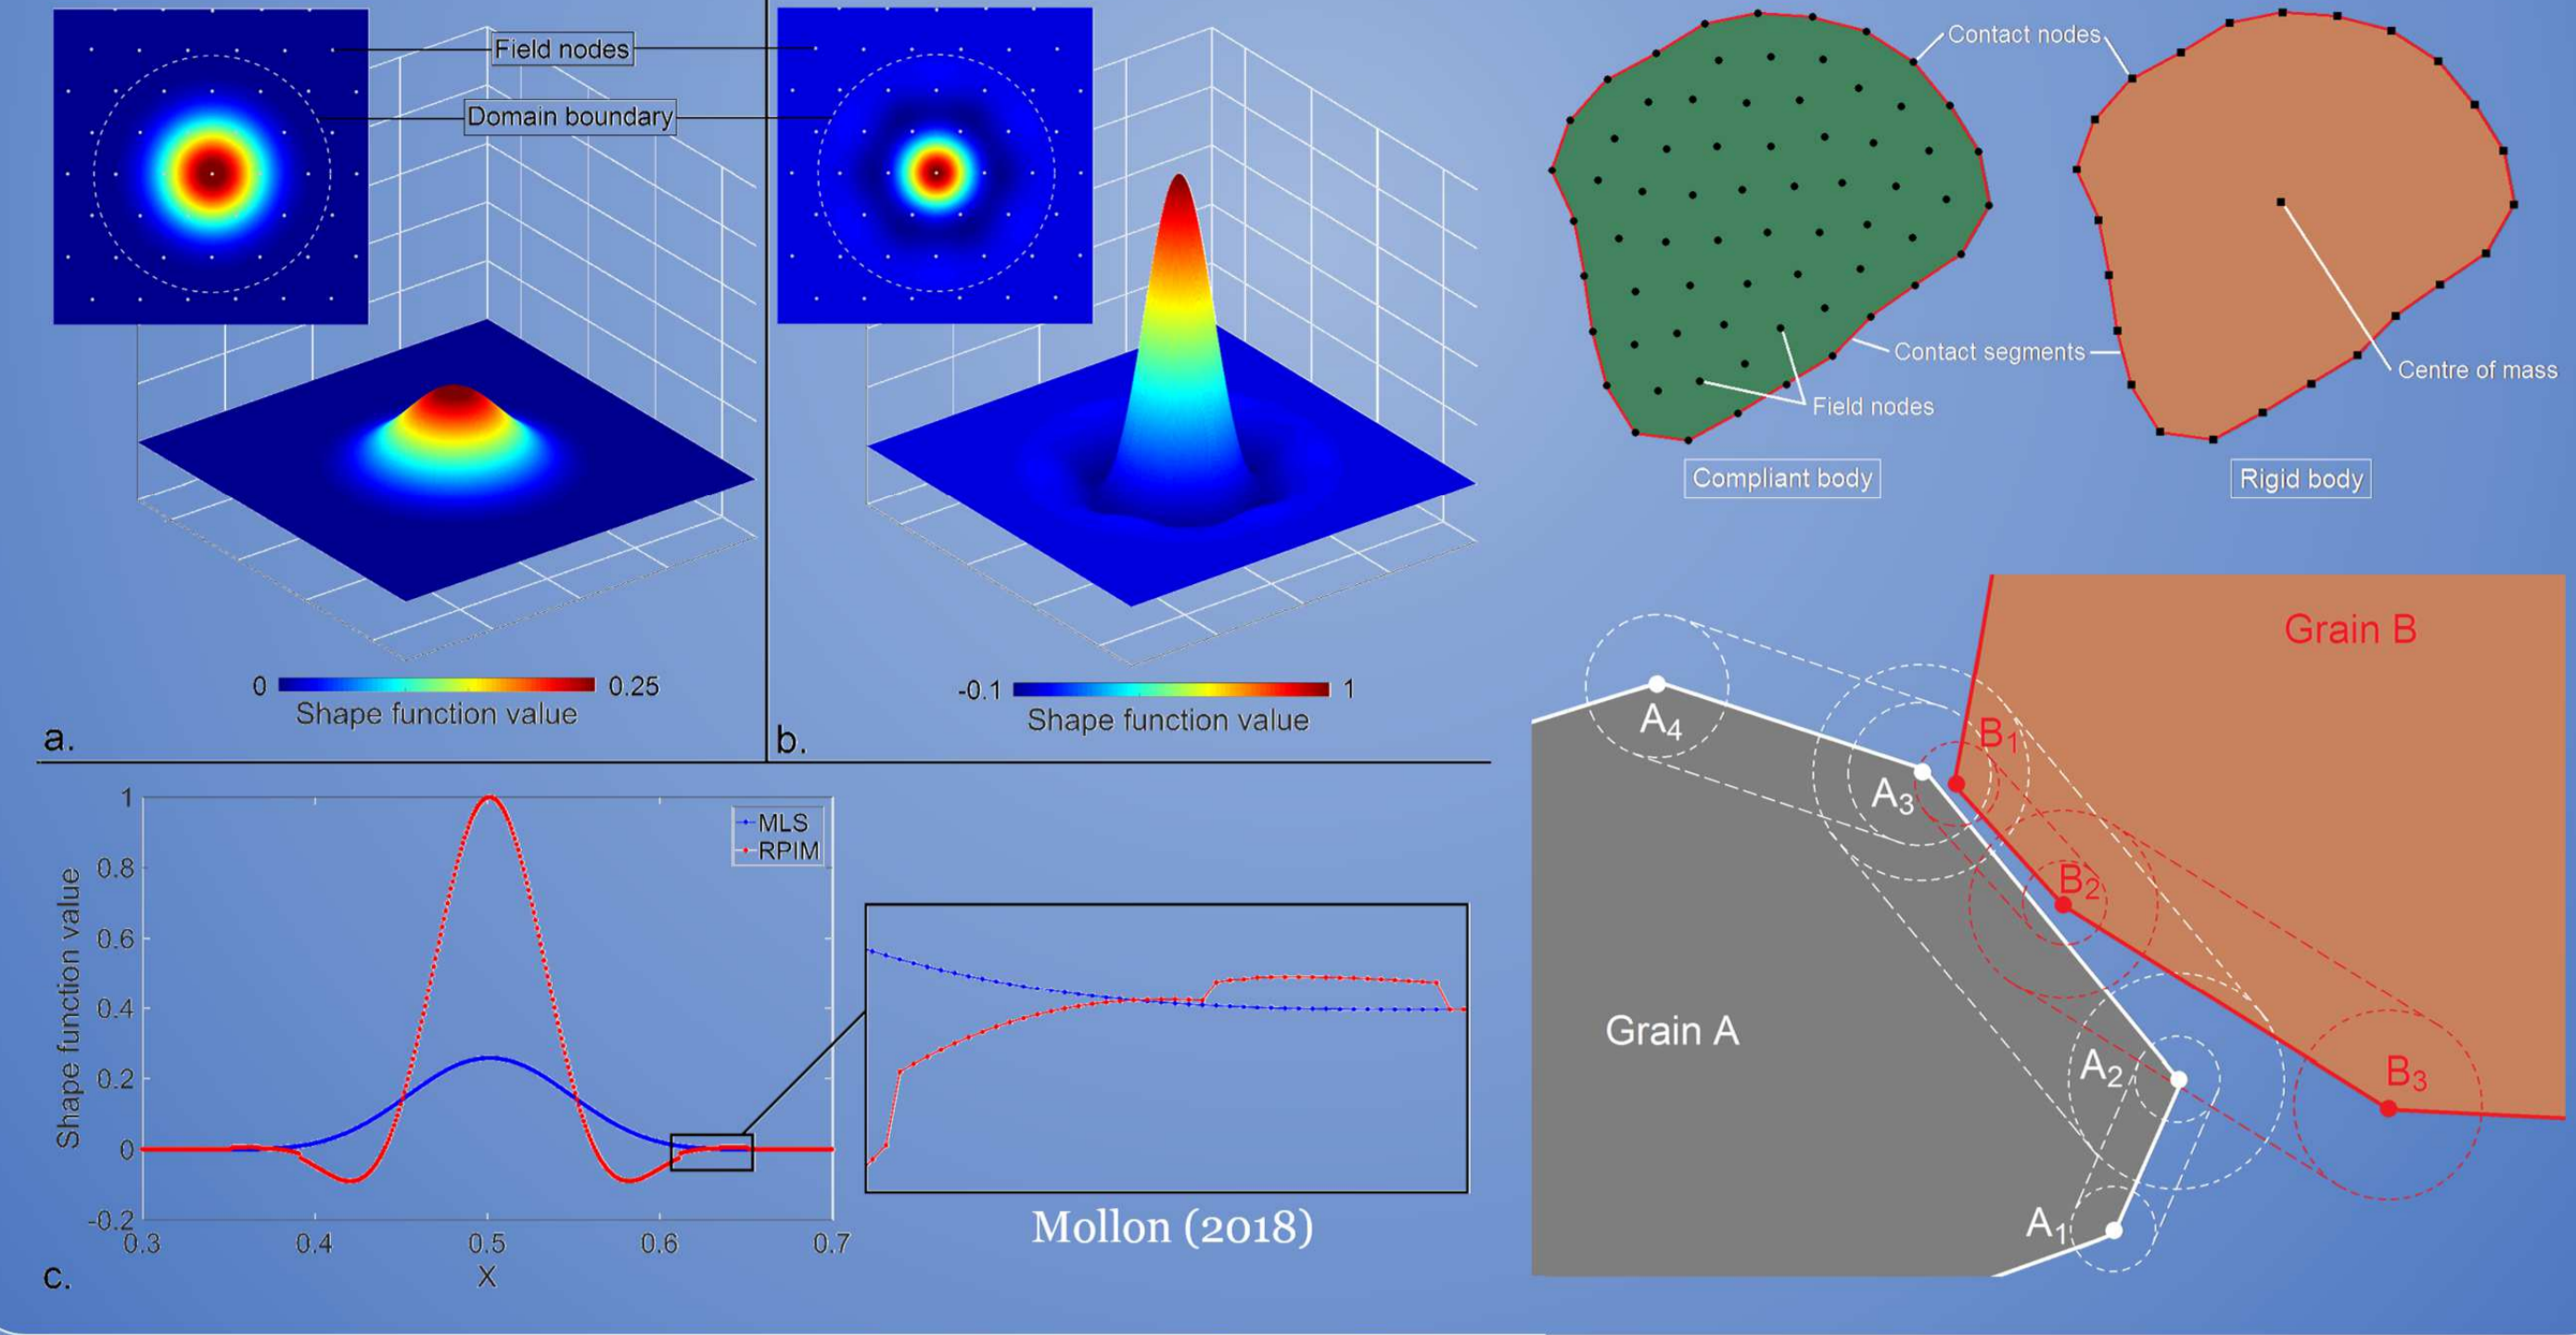 Field nodes
Domain boundary
0
0.25
Shape function value
a.
-0.1
1
Shape function value
b.
1
0.8
0.6
0.4
0.2
0
-0.2
Shape function value
0.3
0.4
0.5
0.6
0.7
X
MLS
RPIM
c.
Mollon (2018)
Contact nodes
Contact segments
Field nodes
Centre of mass
Compliant body
Rigid body
Grain B
A4
B1
A3
B2
Grain A
A2
B3
A1